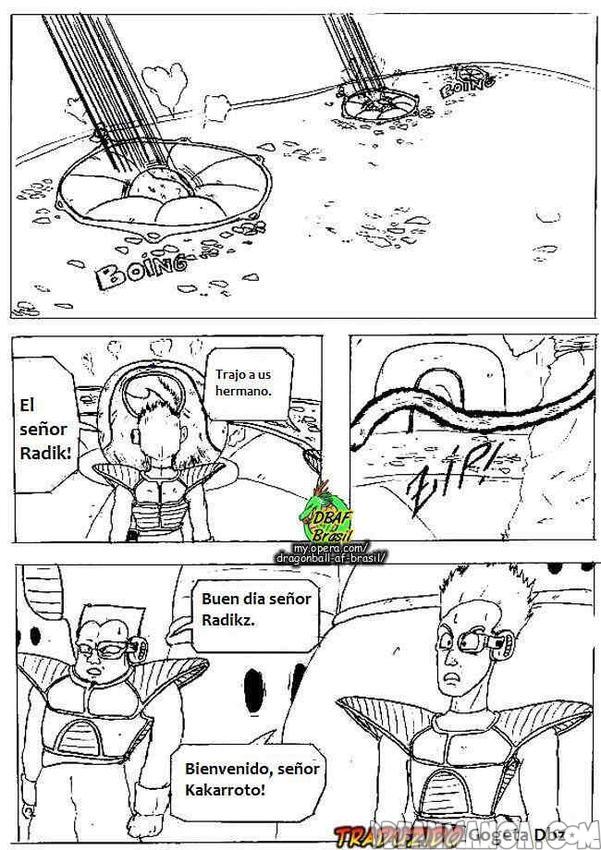 BOING
BOING
El
señor
Radik!
Trajo a us
hermano.
ZIP!
DBAF
Brasil
my.opera.com/
dragonball-af-brasil/
Buen dia señor
Radikz.
Bienvenido, señor
Kakarroto!
TRADUZIDO Gogeta Dbz